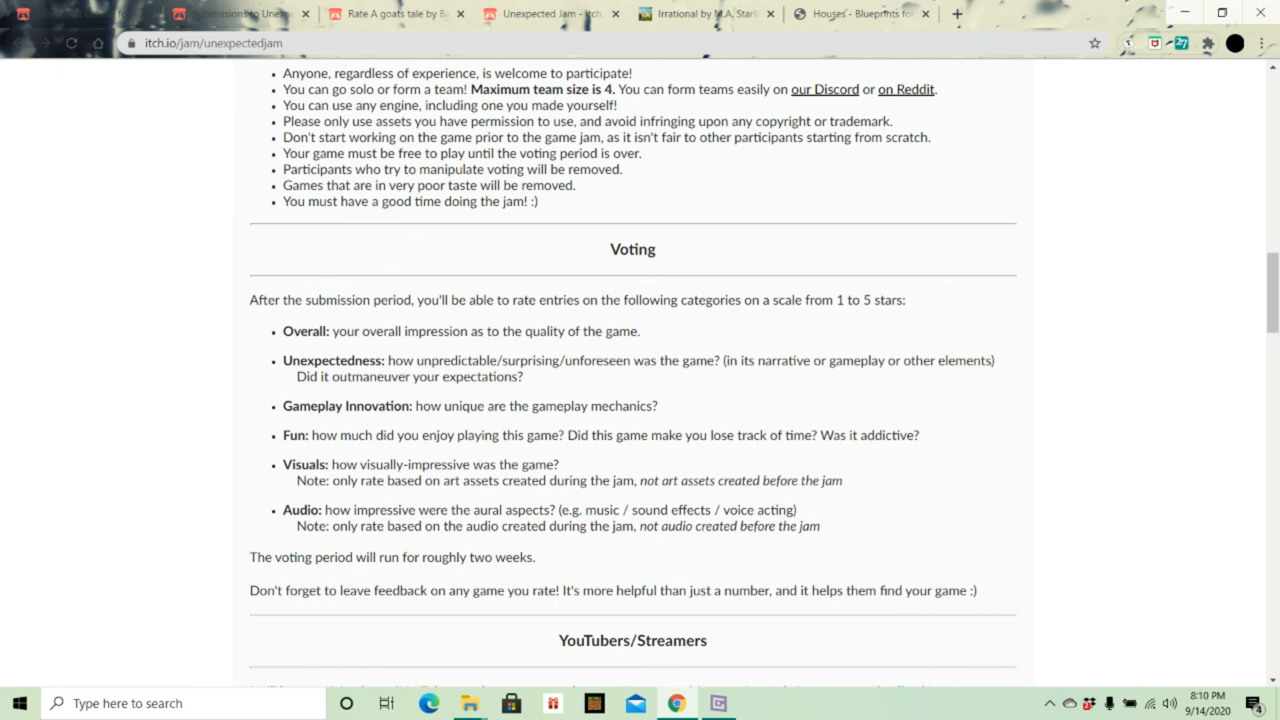 Submissions to Unexpe
Rate A goats tale by Ba
Unexpected Jam - itch
Irrational by M.A. Starli
Houses - Blueprints fo
itch.io/jam/unexpectedjam
• Anyone, regardless of experience, is welcome to participate!
• You can go solo or form a team! Maximum team size is 4. You can form teams easily on our Discord or on Reddit.
• You can use any engine, including one you made yourself!
• Please only use assets you have permission to use, and avoid infringing upon any copyright or trademark.
• Don't start working on the game prior to the game jam, as it isn't fair to other participants starting from scratch.
• Your game must be free to play until the voting period is over.
• Participants who try to manipulate voting will be removed.
• Games that are in very poor taste will be removed.
• You must have a good time doing the jam! :)
Voting
After the submission period, you'll be able to rate entries on the following categories on a scale from 1 to 5 stars:
• Overall: your overall impression as to the quality of the game.
• Unexpectedness: how unpredictable/surprising/unforeseen was the game? (in its narrative or gameplay or other elements)
Did it outmaneuver your expectations?
• Gameplay Innovation: how unique are the gameplay mechanics?
• Fun: how much did you enjoy playing this game? Did this game make you lose track of time? Was it addictive?
• Visuals: how visually-impressive was the game?
Note: only rate based on art assets created during the jam, not art assets created before the jam
• Audio: how impressive were the aural aspects? (e.g. music / sound effects / voice acting)
Note: only rate based on the audio created during the jam, not audio created before the jam
The voting period will run for roughly two weeks.
Don't forget to leave feedback on any game you rate! It's more helpful than just a number, and it helps them find your game :)
YouTubers/Streamers
Type here to search
8:10 PM
9/14/2020
4